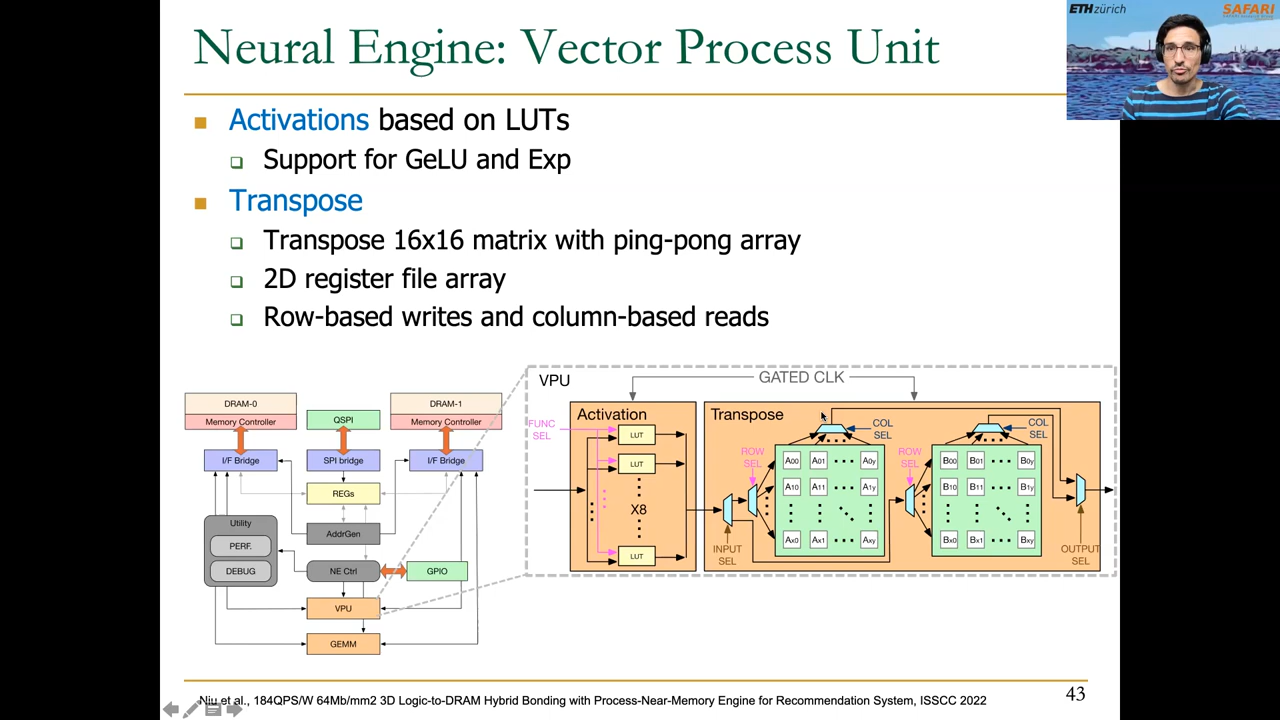 Neural Engine: Vector Process Unit
ETH zürich
SAFARI
Activations based on LUTs
Support for GeLU and Exp
Transpose
Transpose 16x16 matrix with ping-pong array
2D register file array
Row-based writes and column-based reads
DRAM-0
Memory Controller
QSPI
DRAM-1
Memory Controller
I/F Bridge
SPI bridge
I/F Bridge
REGs
Utility
PERF.
DEBUG
AddrGen
NE Ctrl
GPIO
VPU
GEMM
VPU
GATED CLK
Activation
FUNC
SEL
LUT
LUT
X8
LUT
Transpose
INPUT
SEL
ROW
SEL
COL
SEL
A00 A01 ··· A0y
A10 A11 ··· A1y
Ax0 Ax1 ··· Axy
ROW
SEL
COL
SEL
B00 B01 ··· B0y
B10 B11 ··· B1y
Bx0 Bx1 ··· Bxy
OUTPUT
SEL
Niu et al., 184QPS/W 64Mb/mm2 3D Logic-to-DRAM Hybrid Bonding with Process-Near-Memory Engine for Recommendation System, ISSCC 2022
43